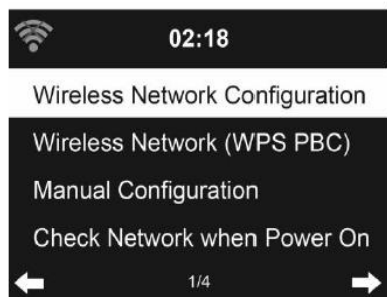 02:18
Wireless Network Configuration
Wireless Network (WPS PBC)
Manual Configuration
Check Network when Power On
1/4